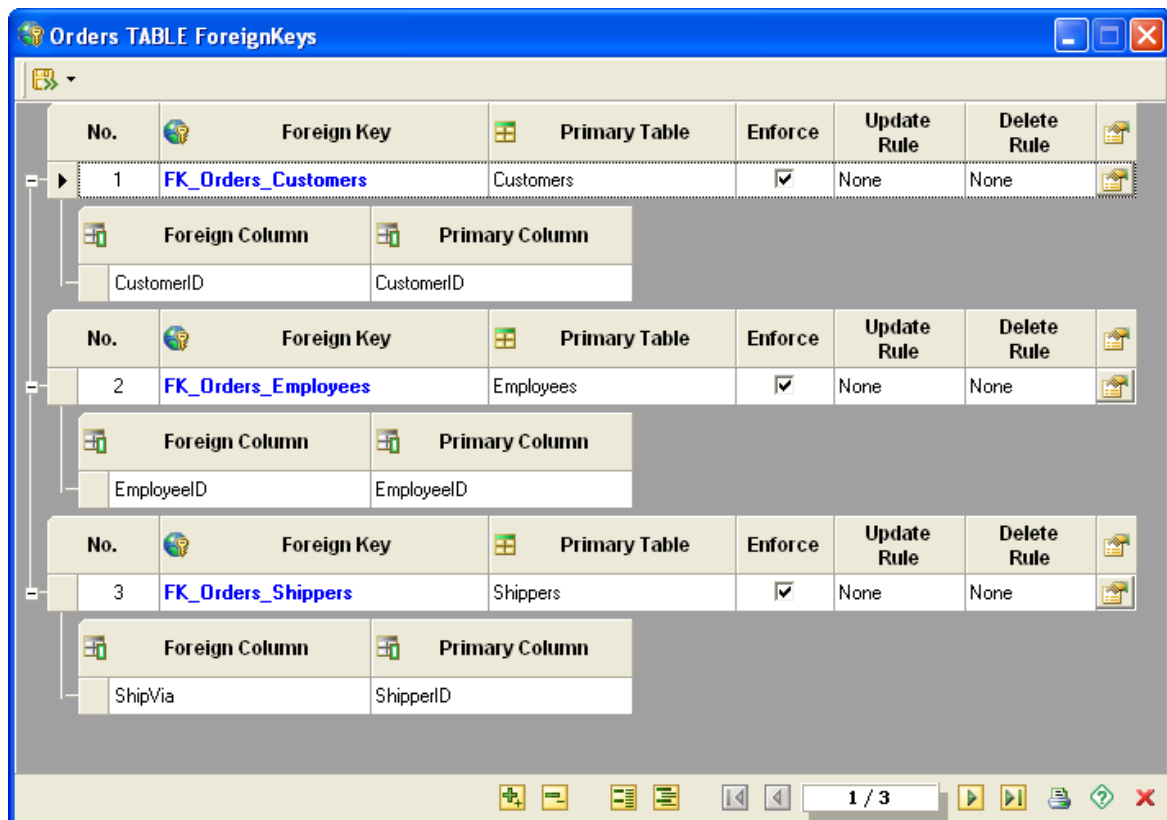 Orders TABLE ForeignKeys
No. Foreign Key Primary Table Enforce Update Rule Delete Rule
1 FK_Orders_Customers Customers None None
Foreign Column Primary Column
CustomerID CustomerID
No. Foreign Key Primary Table Enforce Update Rule Delete Rule
2 FK_Orders_Employees Employees None None
Foreign Column Primary Column
EmployeeID EmployeeID
No. Foreign Key Primary Table Enforce Update Rule Delete Rule
3 FK_Orders_Shippers Shippers None None
Foreign Column Primary Column
ShipVia ShipperID
1 / 3